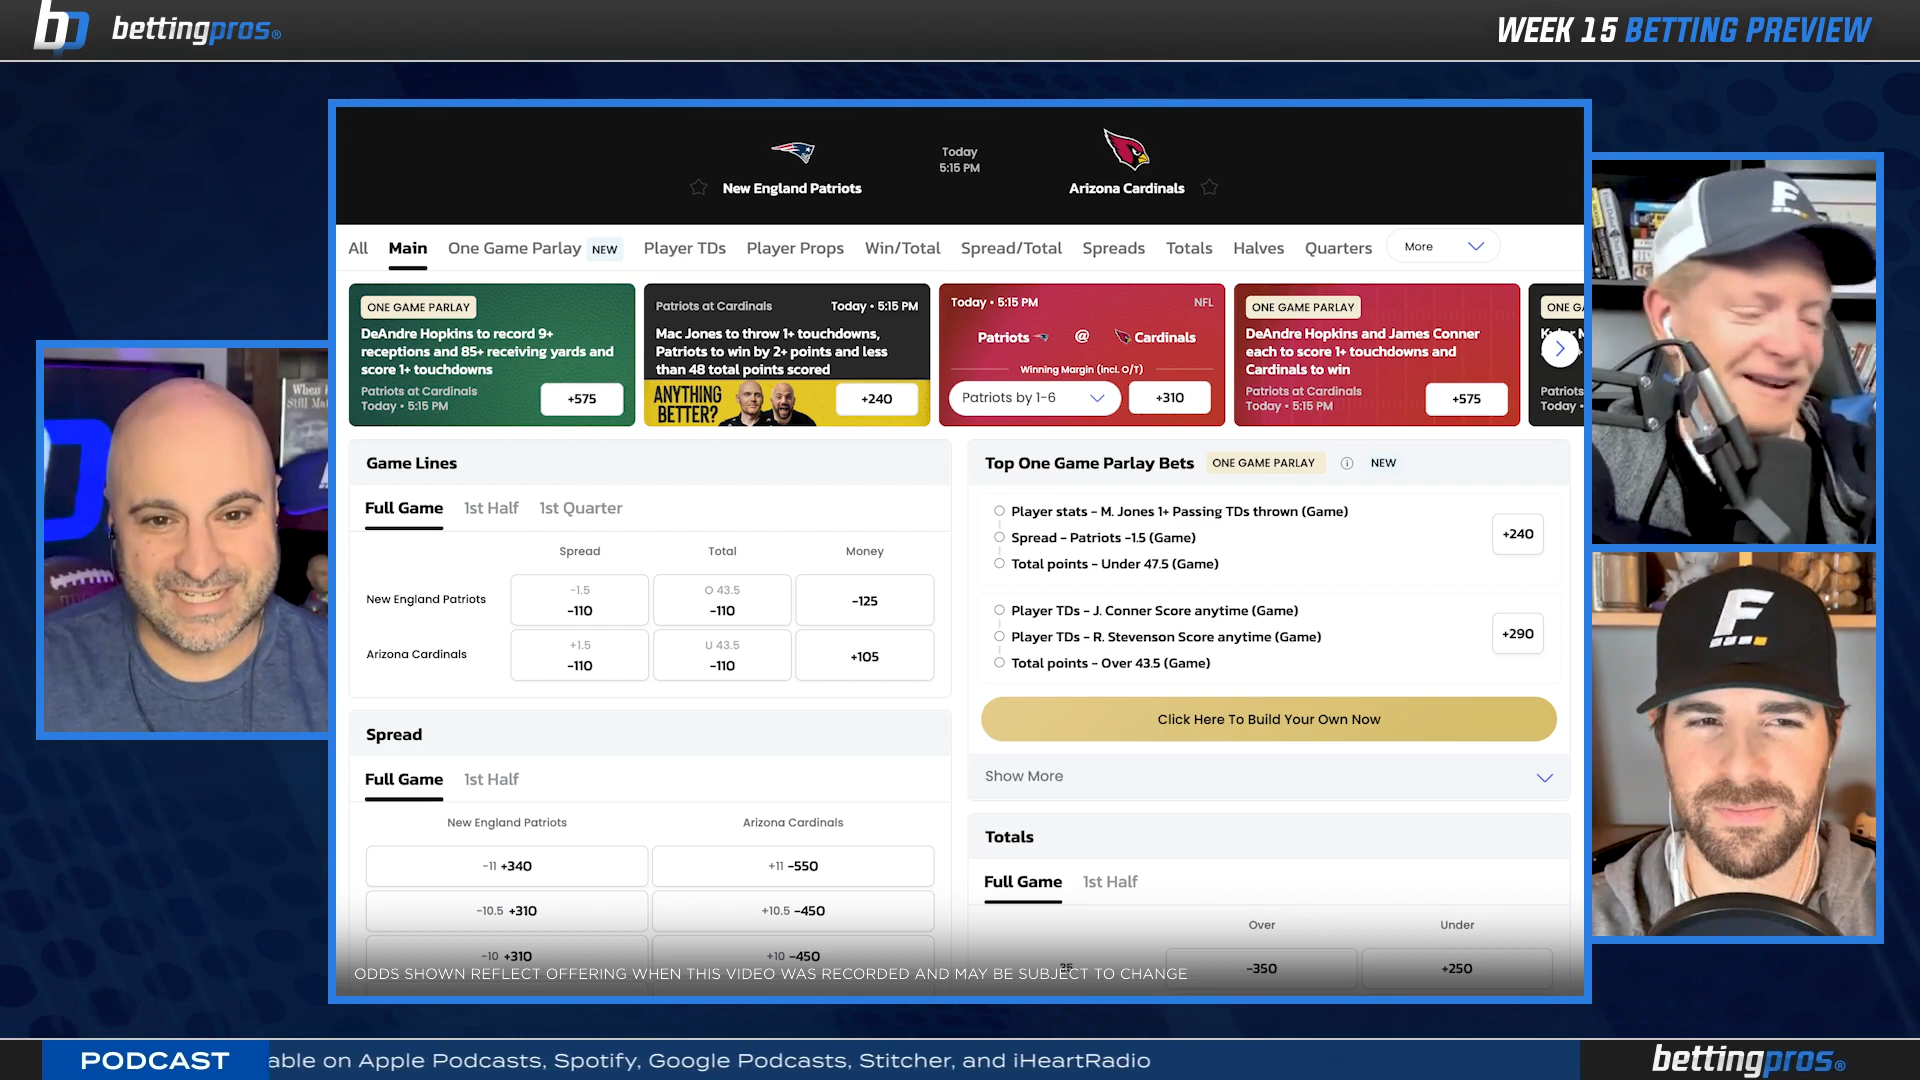 bp bettingpros®
WEEK 15 BETTING PREVIEW
Today
5:15 PM
New England Patriots
Arizona Cardinals
All Main One Game Parlay NEW Player TDs Player Props Win/Total Spread/Total Spreads Totals Halves Quarters More
ONE GAME PARLAY
DeAndre Hopkins to record 9+
receptions and 85+ receiving yards and
score 1+ touchdowns
Patriots at Cardinals
Today • 5:15 PM
+575
Patriots at Cardinals Today • 5:15 PM
Mac Jones to throw 1+ touchdowns,
Patriots to win by 2+ points and less
than 48 total points scored
ANYTHING
BETTER?
+240
Today • 5:15 PM NFL
Patriots @ Cardinals
Winning Margin (incl. O/T)
Patriots by 1-6 +310
ONE GAME PARLAY
DeAndre Hopkins and James Conner
each to score 1+ touchdowns and
Cardinals to win
Patriots at Cardinals
Today • 5:15 PM
+575
ONE GA
Patriots
Today •
Game Lines
Full Game 1st Half 1st Quarter
Spread Total Money
New England Patriots
-1.5
-110
O 43.5
-110
-125
Arizona Cardinals
+1.5
-110
U 43.5
-110
+105
Spread
Full Game 1st Half
New England Patriots Arizona Cardinals
-11 +340 +11 -550
-10.5 +310 +10.5 -450
-10 +310 +10 -450
Top One Game Parlay Bets ONE GAME PARLAY NEW
Player stats - M. Jones 1+ Passing TDs thrown (Game)
Spread - Patriots -1.5 (Game)
Total points - Under 47.5 (Game)
+240
Player TDs - J. Conner Score anytime (Game)
Player TDs - R. Stevenson Score anytime (Game)
Total points - Over 43.5 (Game)
+290
Click Here To Build Your Own Now
Show More
Totals
Full Game 1st Half
Over Under
35 -350 +250
ODDS SHOWN REFLECT OFFERING WHEN THIS VIDEO WAS RECORDED AND MAY BE SUBJECT TO CHANGE
PODCAST
able on Apple Podcasts, Spotify, Google Podcasts, Stitcher, and iHeartRadio
bettingpros®